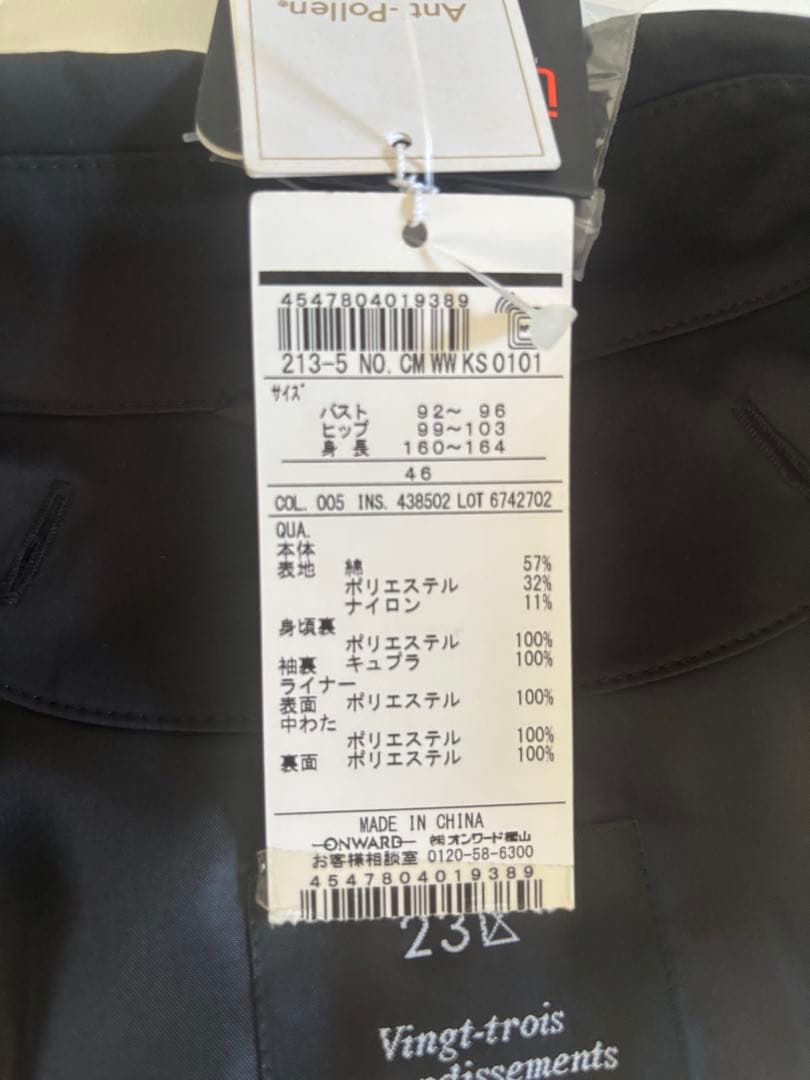 Ant-Pollen®
4547804019389
213-5 NO. CM WW KS 0101
サイズ
バスト 92～ 96
ヒップ 99～103
身 長 160～164
46
COL. 005 INS. 438502 LOT 6742702
QUA.
本体
表地 綿 57%
ポリエステル 32%
ナイロン 11%
身頃裏
ポリエステル 100%
袖裏 キュプラ 100%
ライナー
表面 ポリエステル 100%
中わた
ポリエステル 100%
裏面 ポリエステル 100%
MADE IN CHINA
ONWARD ㈱オンワード樫山
お客様相談室 0120-58-6300
4547804019389
23区
Vingt-trois